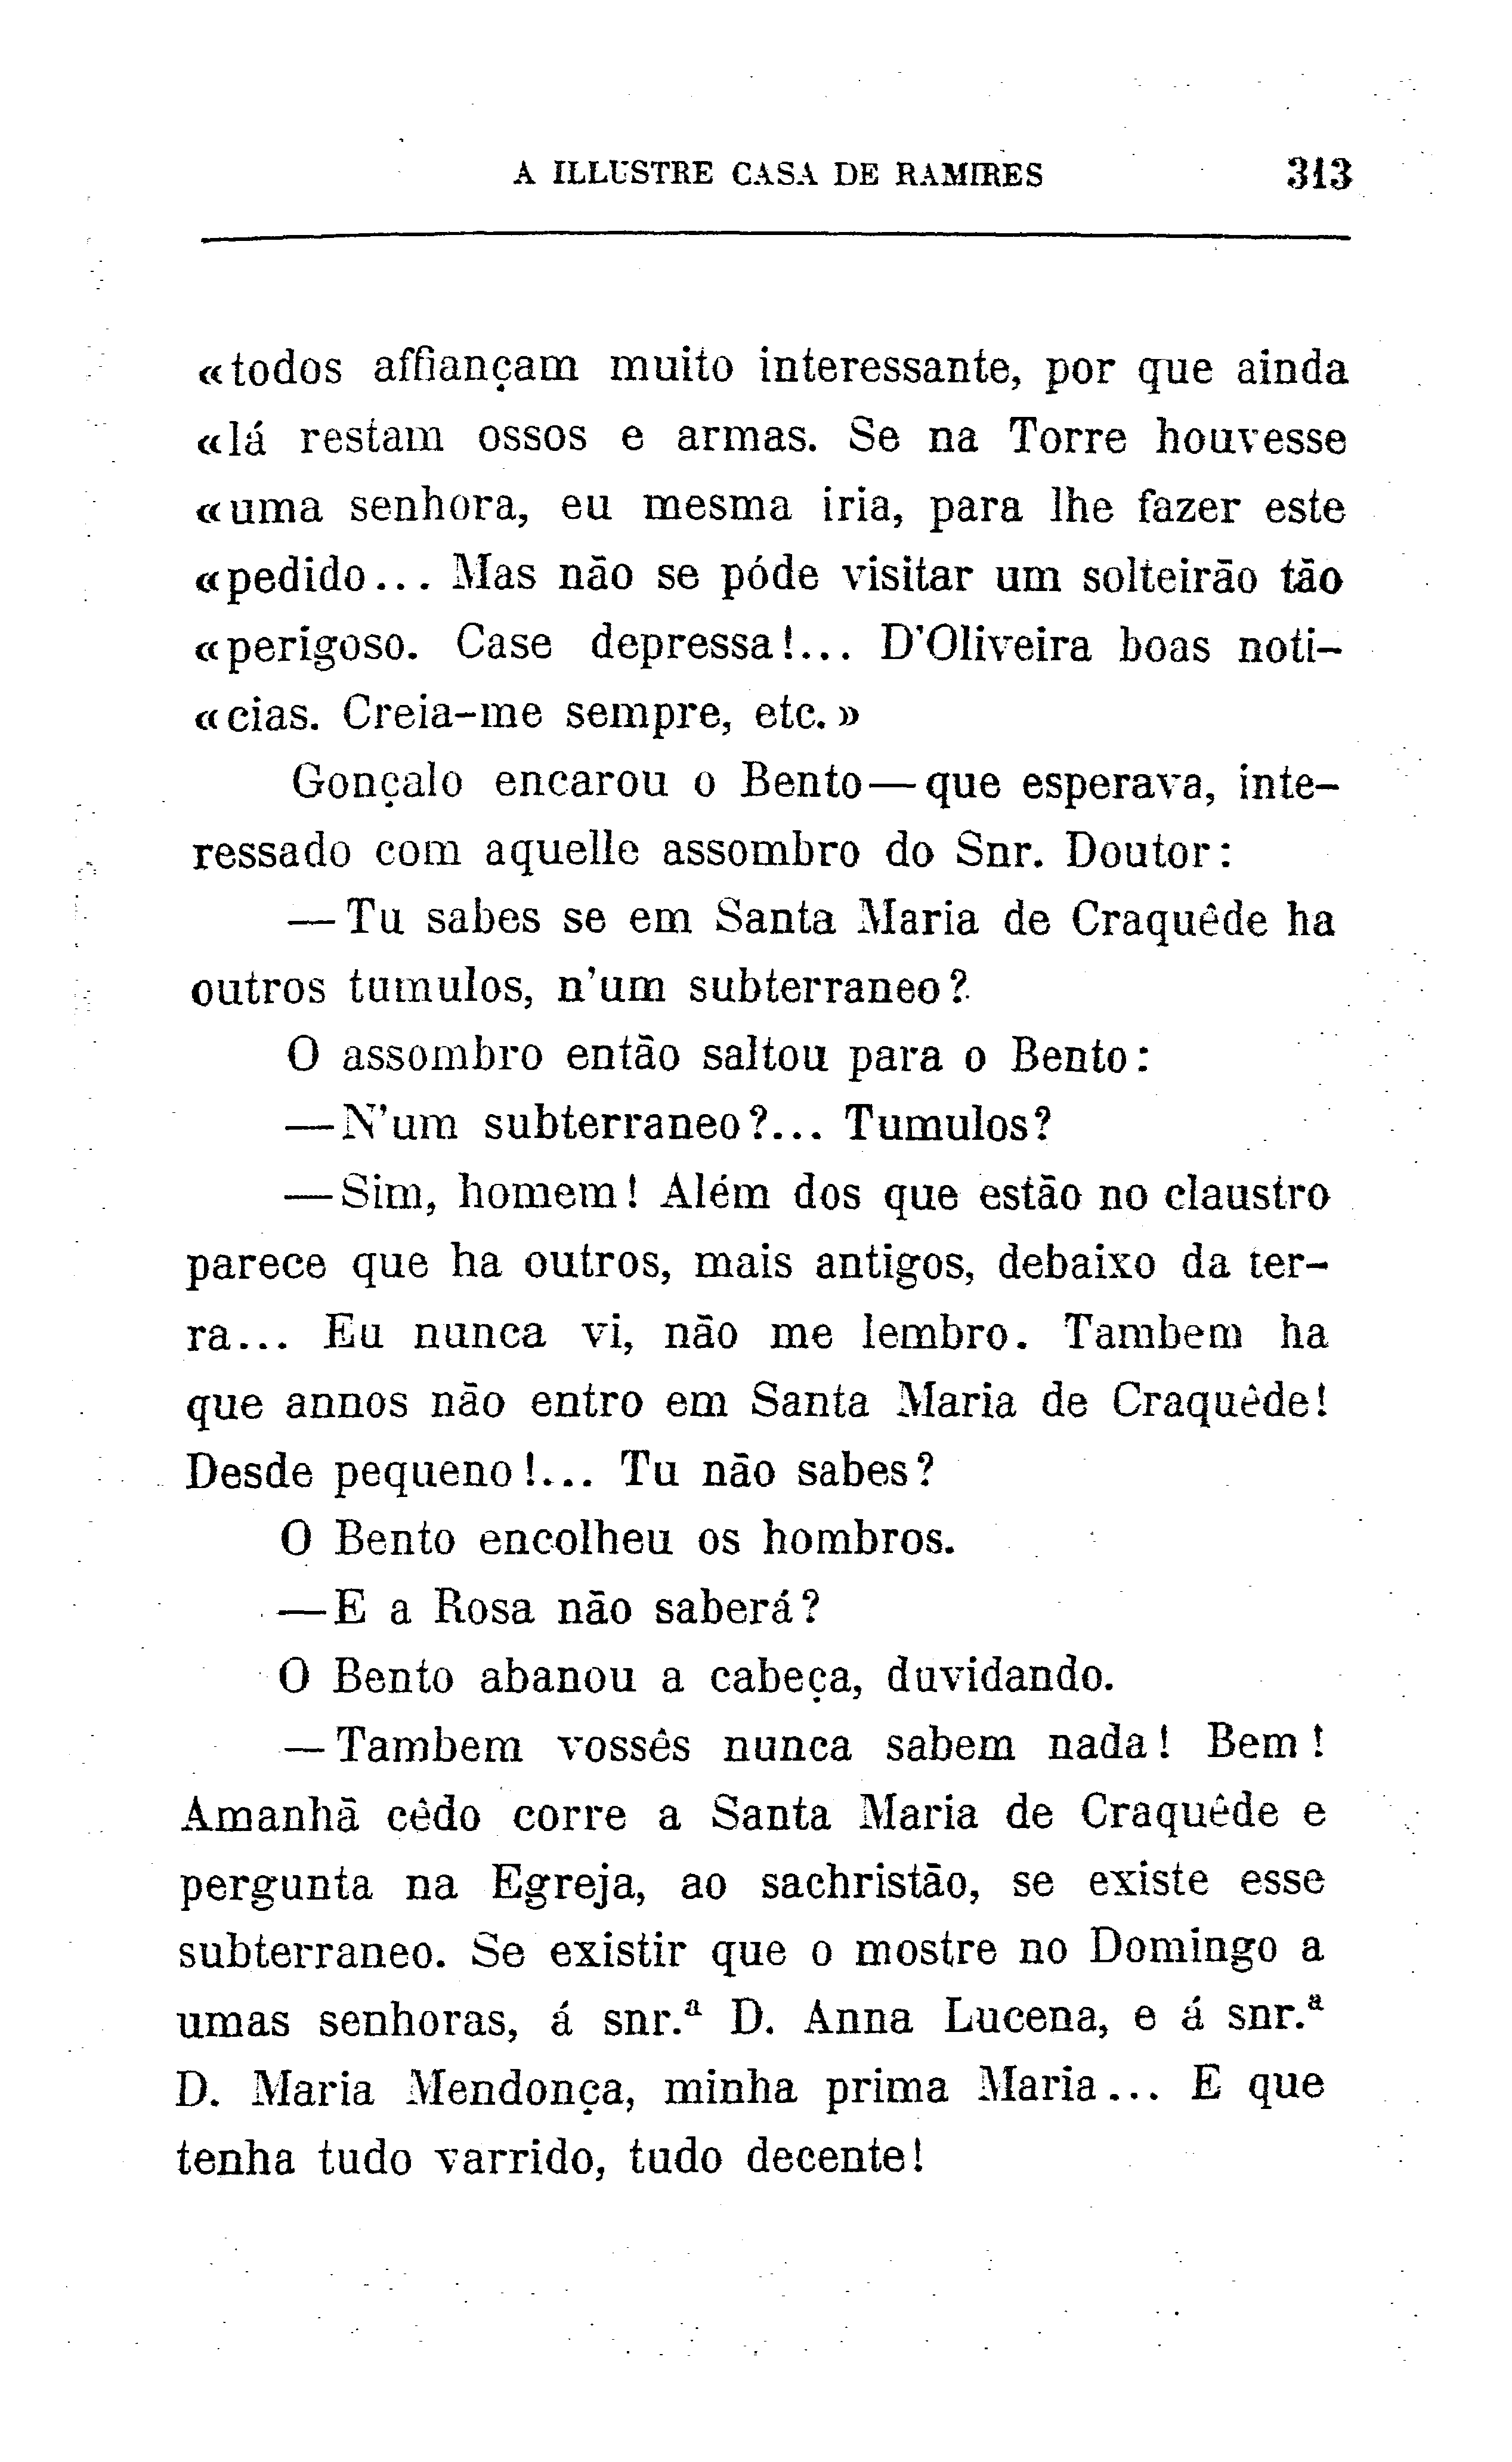 A ILLUSTRE CASA DE RAMIRES 313
«todos affiançam muito interessante, por que ainda
«lá restam ossos e armas. Se na Torre houvesse
«uma senhora, eu mesma iria, para lhe fazer este
«pedido... Mas não se póde visitar um solteirão tão
«perigoso. Case depressa!... D'Oliveira boas noti-
«cias. Creia-me sempre, etc.»
Gonçalo encarou o Bento—que esperava, inte-
ressado com aquelle assombro do Snr. Doutor:
—Tu sabes se em Santa Maria de Craquêde ha
outros tumulos, n'um subterraneo?
O assombro então saltou para o Bento:
—N'um subterraneo?... Tumulos?
—Sim, homem! Além dos que estão no claustro
parece que ha outros, mais antigos, debaixo da ter-
ra... Eu nunca vi, não me lembro. Tambem ha
que annos não entro em Santa Maria de Craquêde!
Desde pequeno!... Tu não sabes?
O Bento encolheu os hombros.
—E a Rosa não saberá?
O Bento abanou a cabeça, duvidando.
—Tambem vossês nunca sabem nada! Bem!
Amanhã cêdo corre a Santa Maria de Craquêde e
pergunta na Egreja, ao sachristão, se existe esse
subterraneo. Se existir que o mostre no Domingo a
umas senhoras, á snr.ª D. Anna Lucena, e á snr.ª
D. Maria Mendonça, minha prima Maria... E que
tenha tudo varrido, tudo decente!